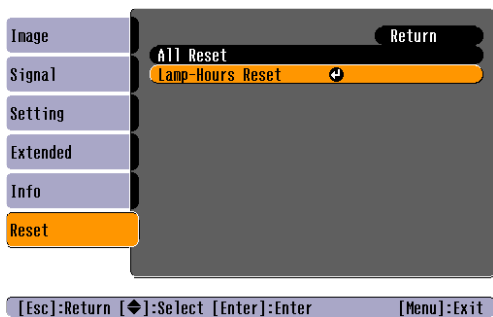 Image
Signal
Setting
Extended
Info
Reset
Return
All Reset
Lamp-Hours Reset
[Esc]:Return [◆]:Select [Enter]:Enter [Menu]:Exit